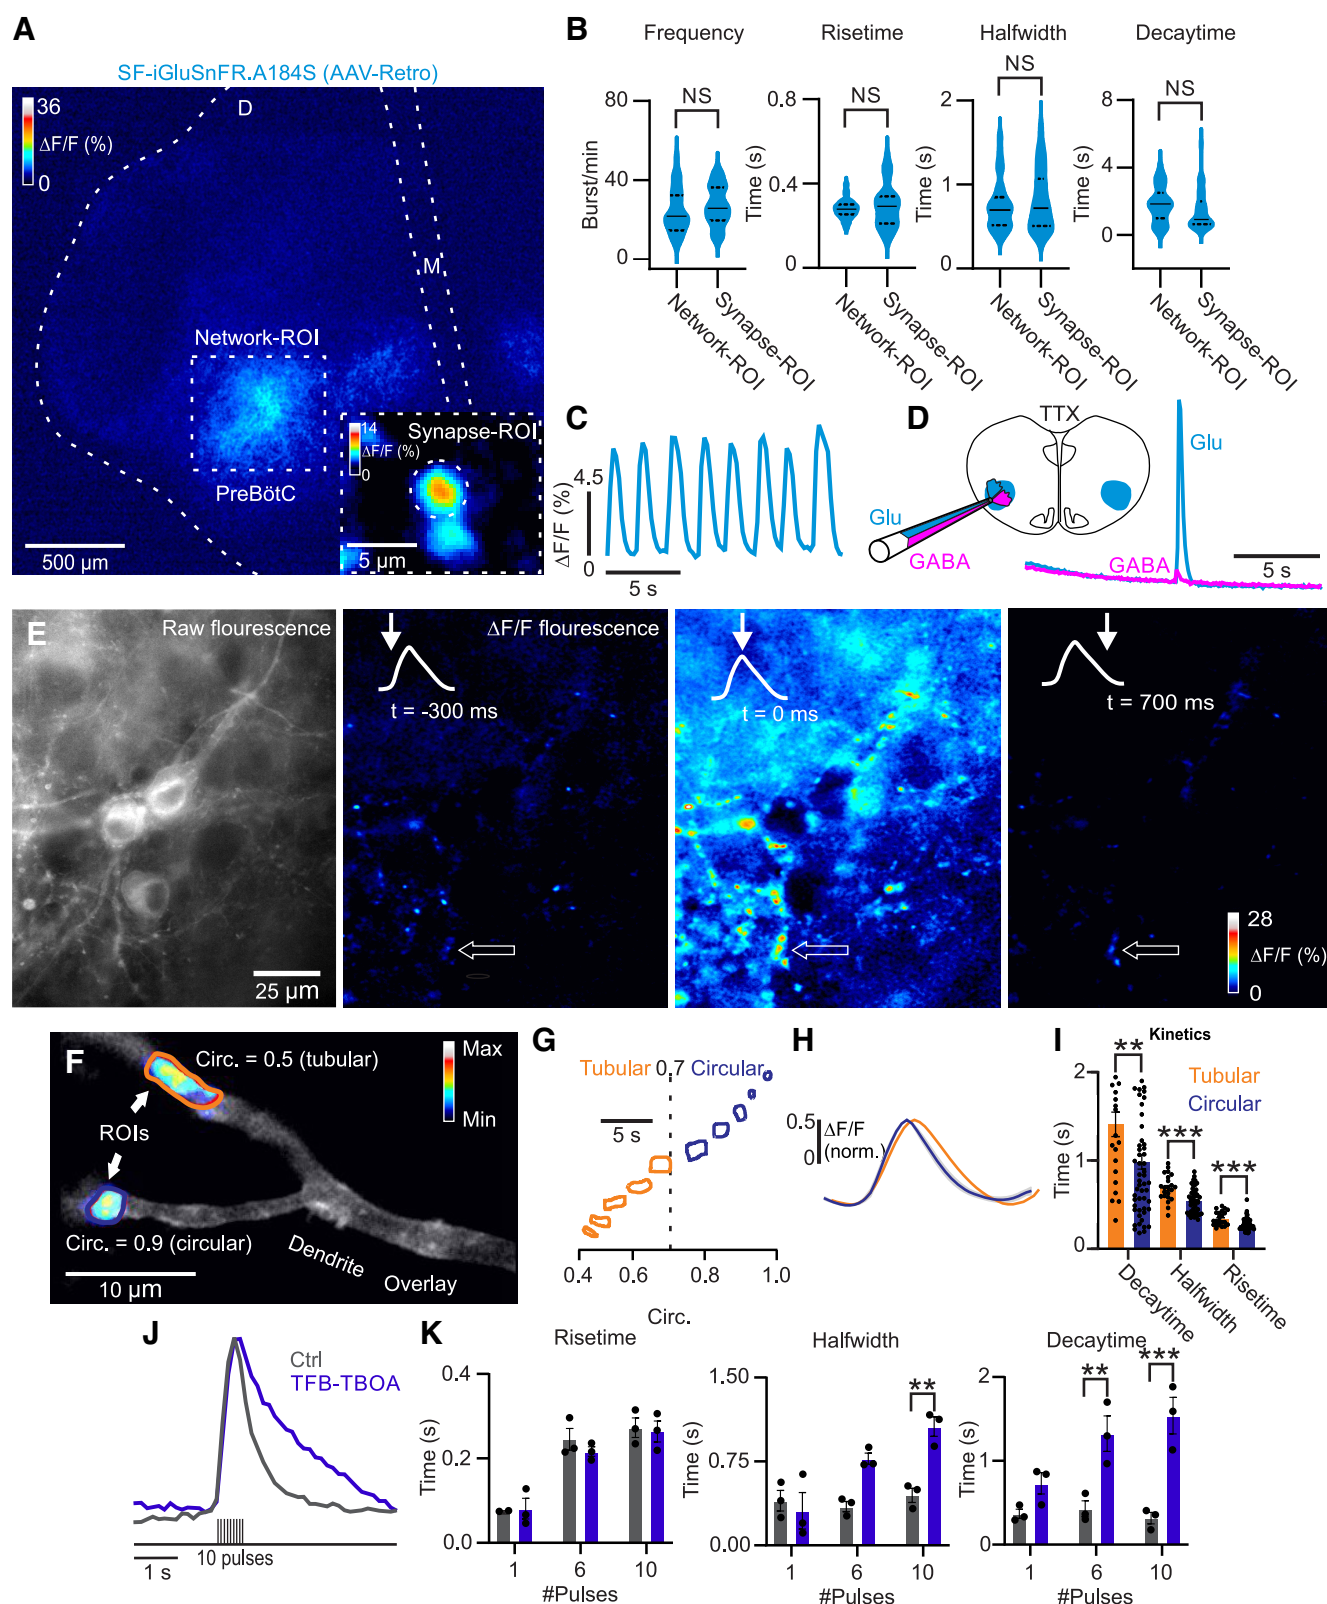 A
SF-iGluSnFR.A184S (AAV-Retro)
36
ΔF/F (%)
0
D
M
Network-ROI
PreBötC
500 µm
14
ΔF/F (%)
0
Synapse-ROI
5 µm
B
Frequency
Risetime
Halfwidth
Decaytime
NS
NS
NS
NS
80
40
0
Burst/min
0.8
0.4
0
Time (s)
2
1
0
Time (s)
8
4
0
Time (s)
Network-ROI
Synapse-ROI
Network-ROI
Synapse-ROI
Network-ROI
Synapse-ROI
Network-ROI
Synapse-ROI
C
4.5
0
ΔF/F (%)
5 s
D
TTX
Glu
GABA
Glu
GABA
5 s
E
Raw flourescence
25 µm
ΔF/F flourescence
t = -300 ms
t = 0 ms
t = 700 ms
28
ΔF/F (%)
0
F
Circ. = 0.5 (tubular)
Max
Min
ROIs
Circ. = 0.9 (circular)
Dendrite
Overlay
10 µm
G
Tubular 0.7 Circular
5 s
0.4
0.6
0.8
1.0
Circ.
H
0.5
0
ΔF/F
(norm.)
I
Kinetics
**
Tubular
Circular
***
***
2
1
0
Time (s)
Decaytime
Halfwidth
Risetime
J
Ctrl
TFB-TBOA
10 pulses
1 s
K
Risetime
0.4
0.2
0.0
Time (s)
1
6
10
#Pulses
Halfwidth
**
1.50
0.75
0.00
Time (s)
1
6
10
#Pulses
Decaytime
**
***
2
1
0
Time (s)
1
6
10
#Pulses